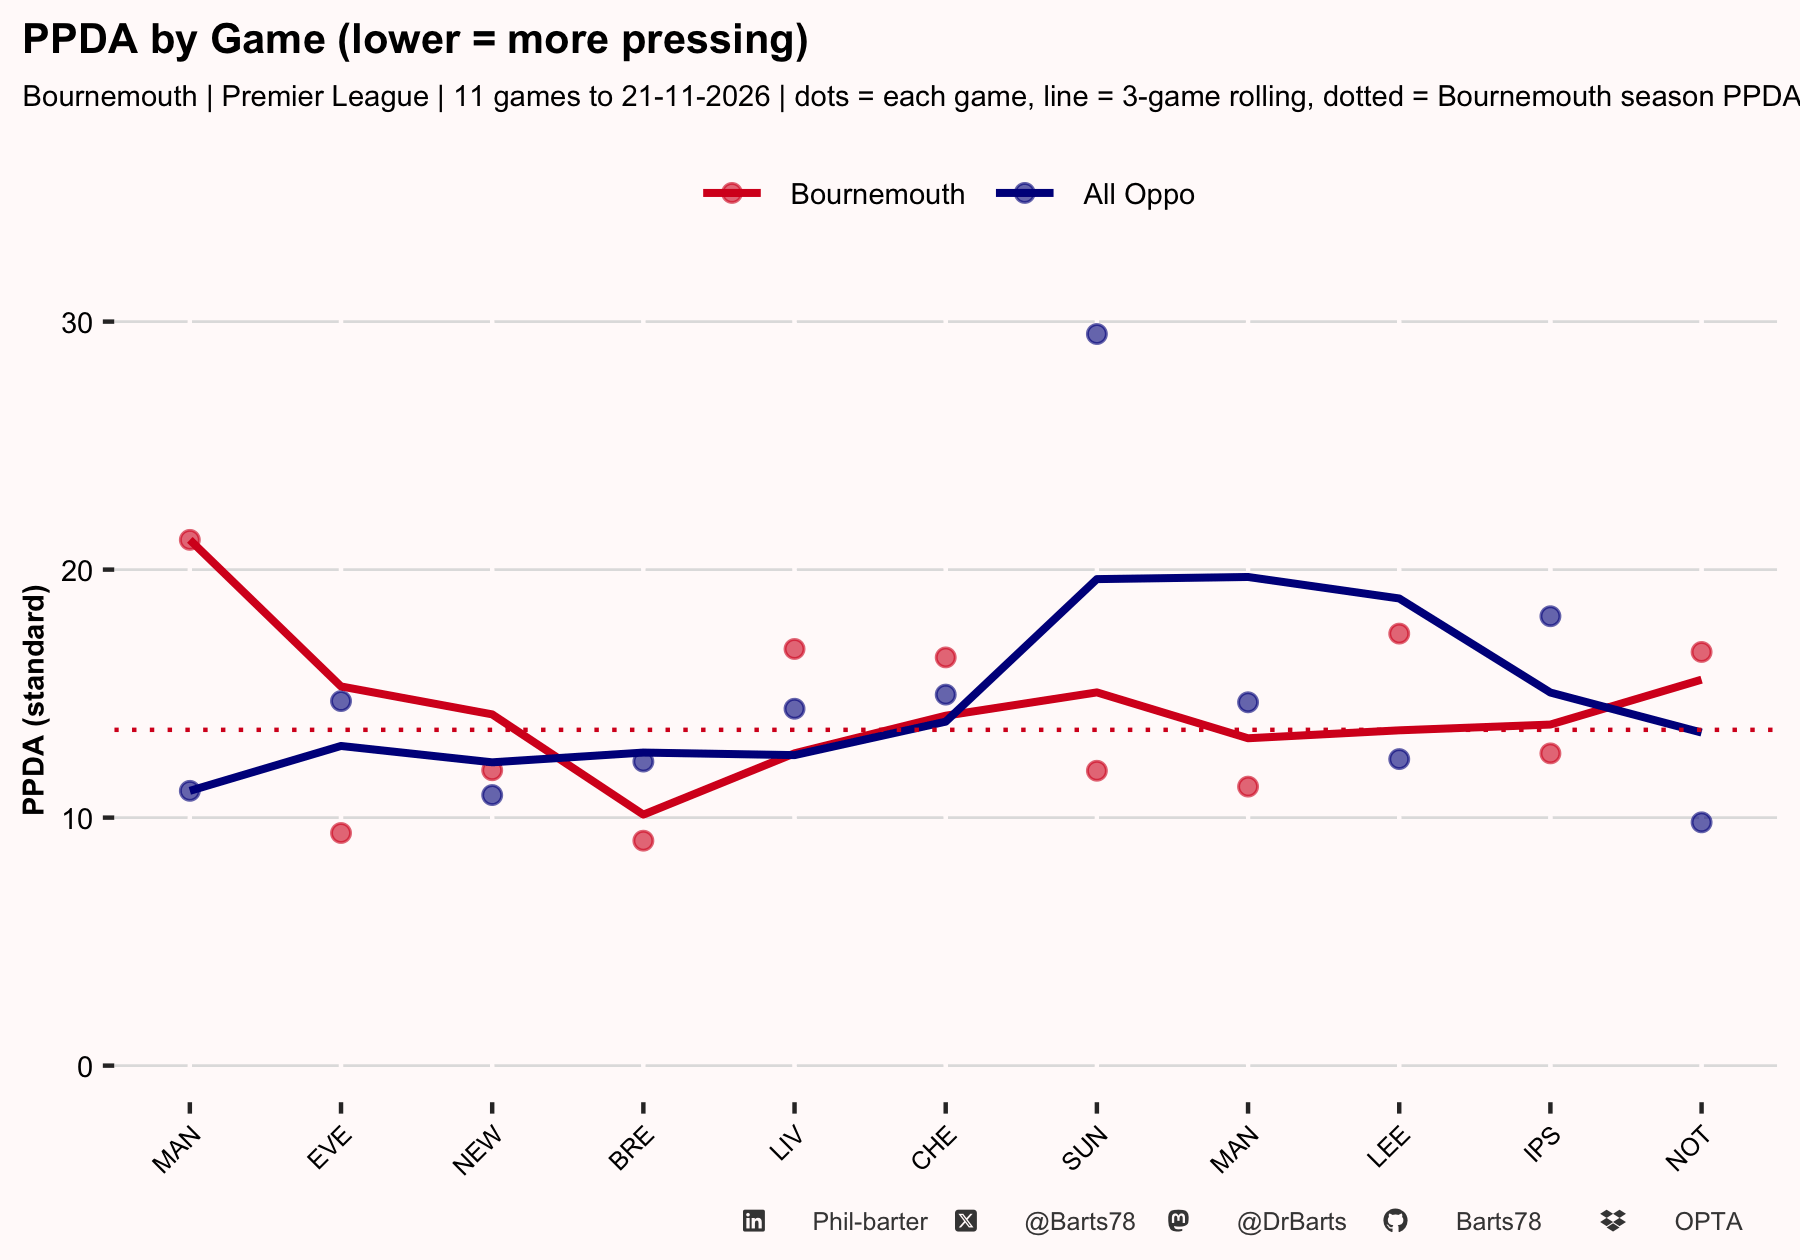 PPDA by Game (lower = more pressing)
Bournemouth | Premier League | 11 games to 21-11-2026 | dots = each game, line = 3-game rolling, dotted = Bournemouth season PPDA
Bournemouth All Oppo
PPDA (standard)
30
20
10
0
MAN EVE NEW BRE LIV CHE SUN MAN LEE IPS NOT
Phil-barter @Barts78 @DrBarts Barts78 OPTA